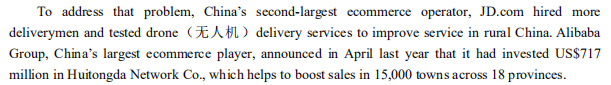 To address that problem, China's second-largest ecommerce operator, JD.com hired more
deliverymen and tested drone（无人机）delivery services to improve service in rural China. Alibaba
Group, China's largest ecommerce player, announced in April last year that it had invested US$717
million in Huitongda Network Co., which helps to boost sales in 15,000 towns across 18 provinces.